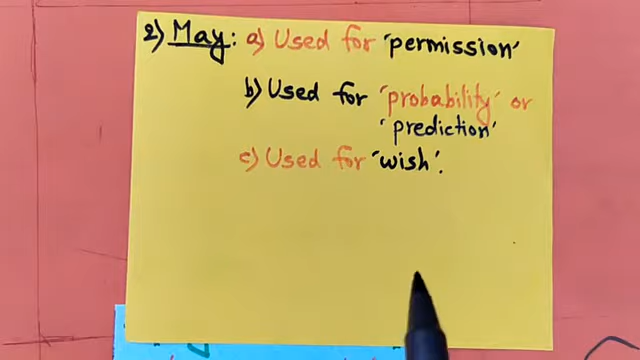 2) May: a) Used for 'permission'
b) Used for 'probability' or
'prediction'
c) Used for 'wish'.